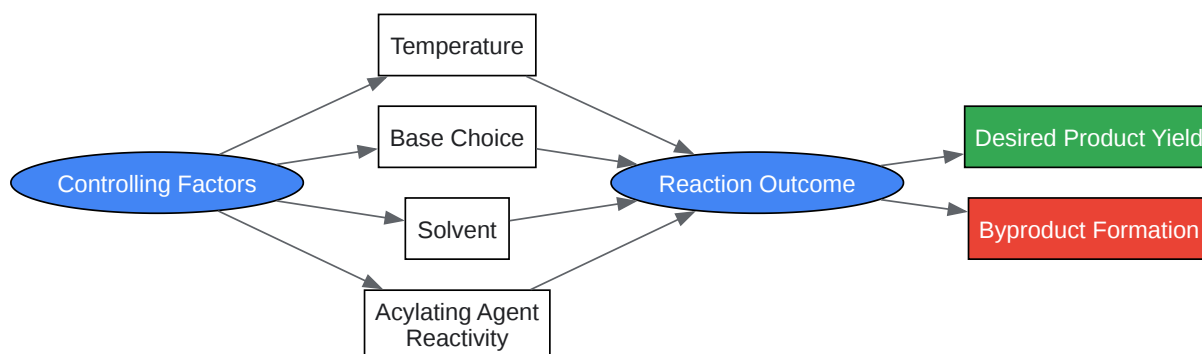 Temperature
Base Choice
Controlling Factors
Solvent
Acylating Agent
Reactivity
Reaction Outcome
Desired Product Yield
Byproduct Formation